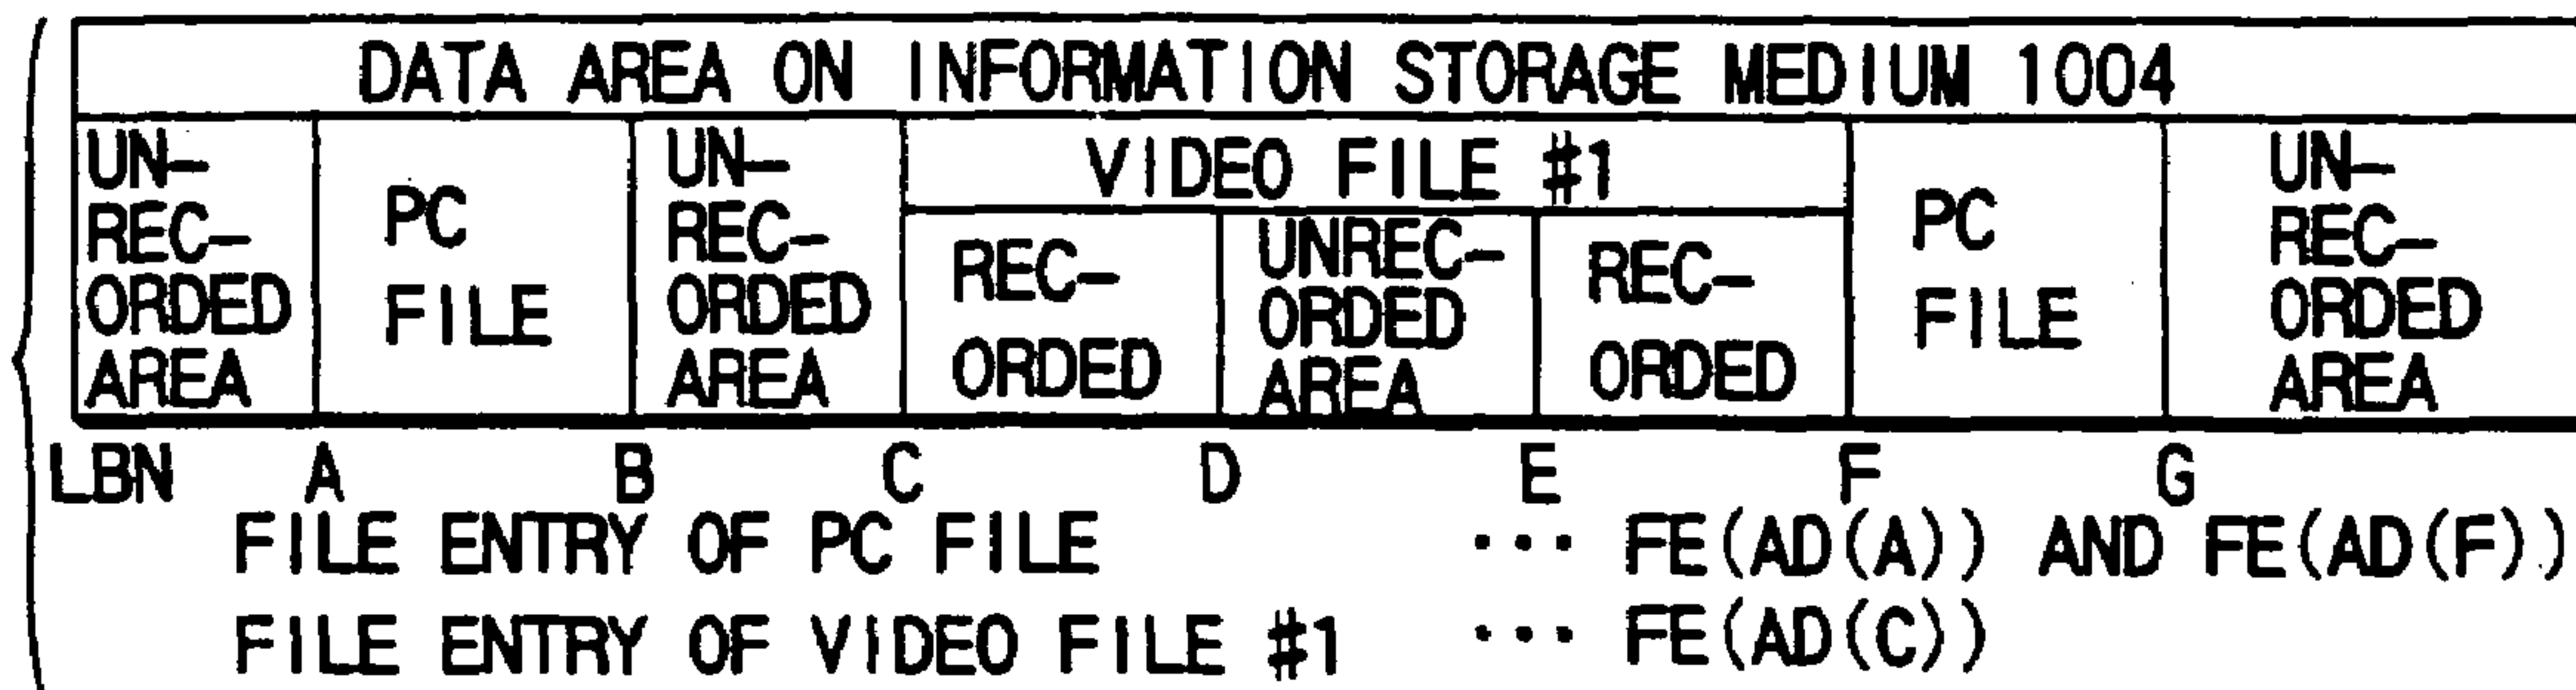 DATA AREA ON INFORMATION STORAGE MEDIUM 1004
UN-
REC-
ORDED
AREA
PC
FILE
UN-
REC-
ORDED
AREA
VIDEO FILE #1
REC-
ORDED
UNREC-
ORDED
AREA
REC-
ORDED
PC
FILE
UN-
REC-
ORDED
AREA
LBN A B C D E F G
FILE ENTRY OF PC FILE ··· FE(AD(A)) AND FE(AD(F))
FILE ENTRY OF VIDEO FILE #1 ··· FE(AD(C))